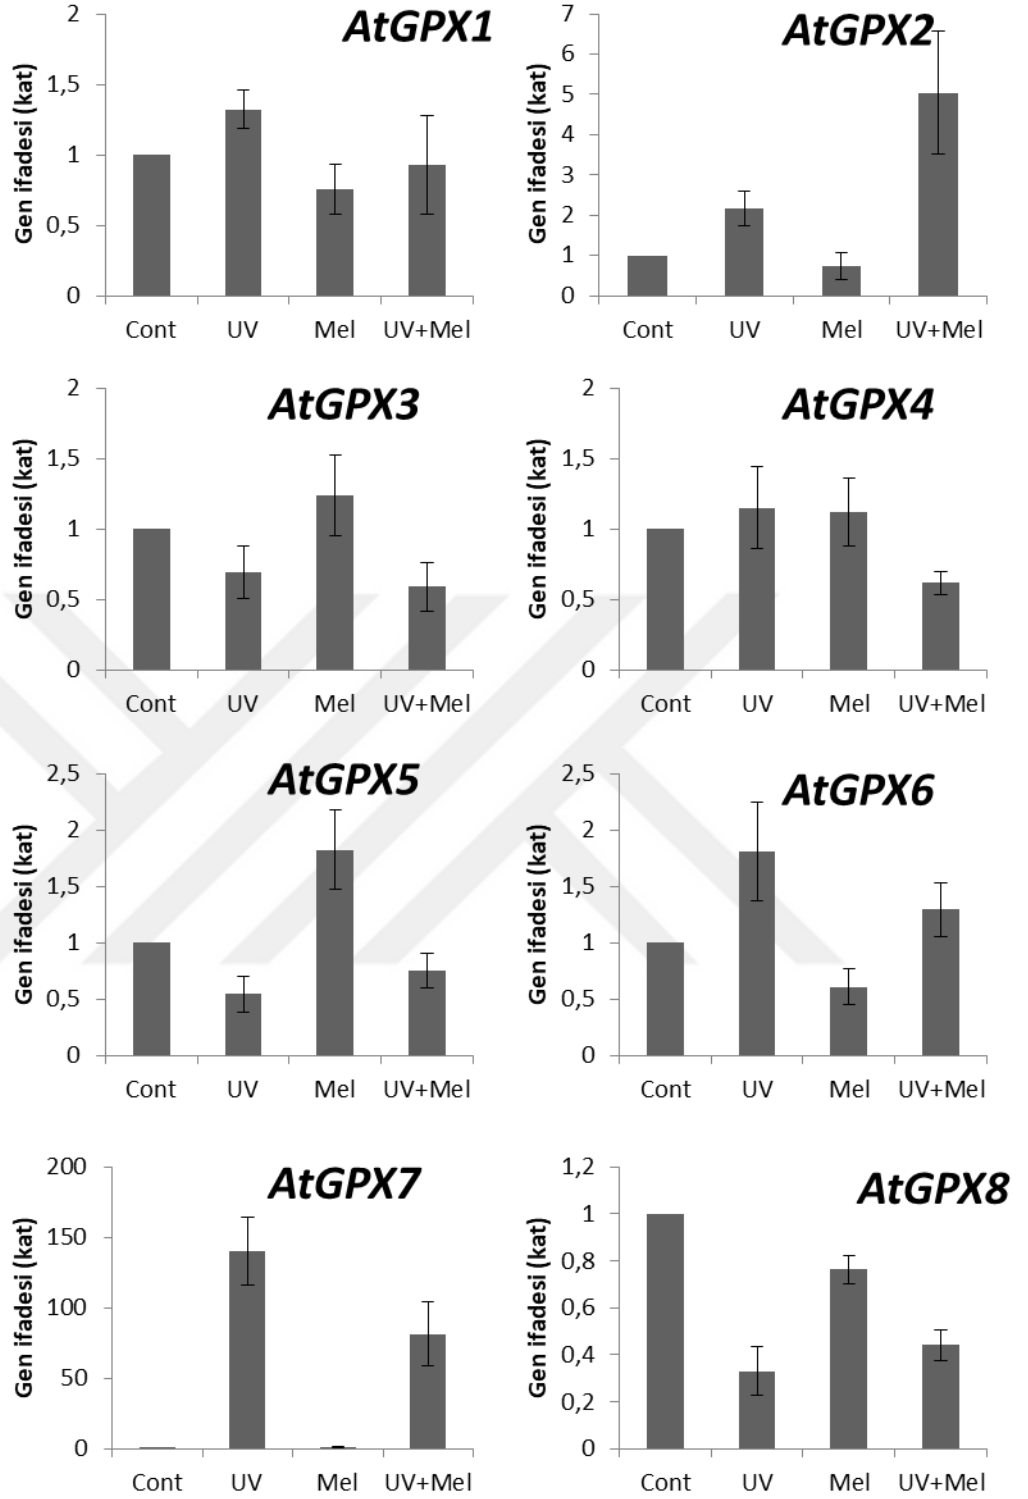 AtGPX1
Gen ifadesi (kat)
2
1,5
1
0,5
0
Cont UV Mel UV+Mel
AtGPX2
Gen ifadesi (kat)
7
6
5
4
3
2
1
0
Cont UV Mel UV+Mel
AtGPX3
Gen ifadesi (kat)
2
1,5
1
0,5
0
Cont UV Mel UV+Mel
AtGPX4
Gen ifadesi (kat)
2
1,5
1
0,5
0
Cont UV Mel UV+Mel
AtGPX5
Gen ifadesi (kat)
2,5
2
1,5
1
0,5
0
Cont UV Mel UV+Mel
AtGPX6
Gen ifadesi (kat)
2,5
2
1,5
1
0,5
0
Cont UV Mel UV+Mel
AtGPX7
Gen ifadesi (kat)
200
150
100
50
0
Cont UV Mel UV+Mel
AtGPX8
Gen ifadesi (kat)
1,2
1
0,8
0,6
0,4
0,2
0
Cont UV Mel UV+Mel